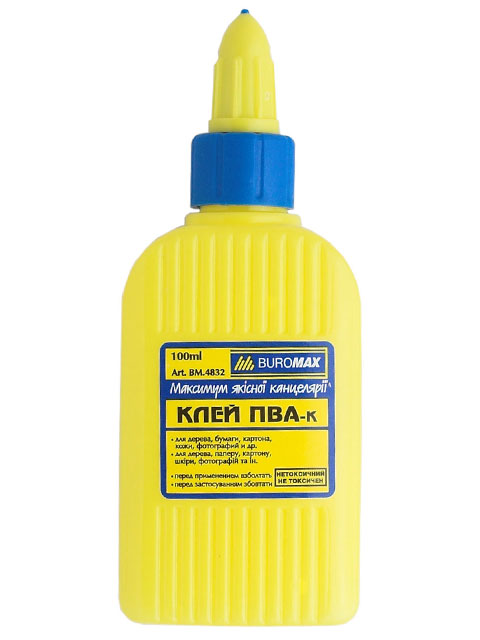 100ml
Art. BM.4832
BUROMAX
Максимум якісної канцелярії
КЛЕЙ ПВА-к
• для дерева, бумаги, картона,
кожи, фотографий и др.
• для дерева, паперу, картону,
шкіри, фотографій та ін.
• перед применением взболтать
• перед застосуванням збовтати
НЕТОКСИЧНИЙ
НЕ ТОКСИЧЕН